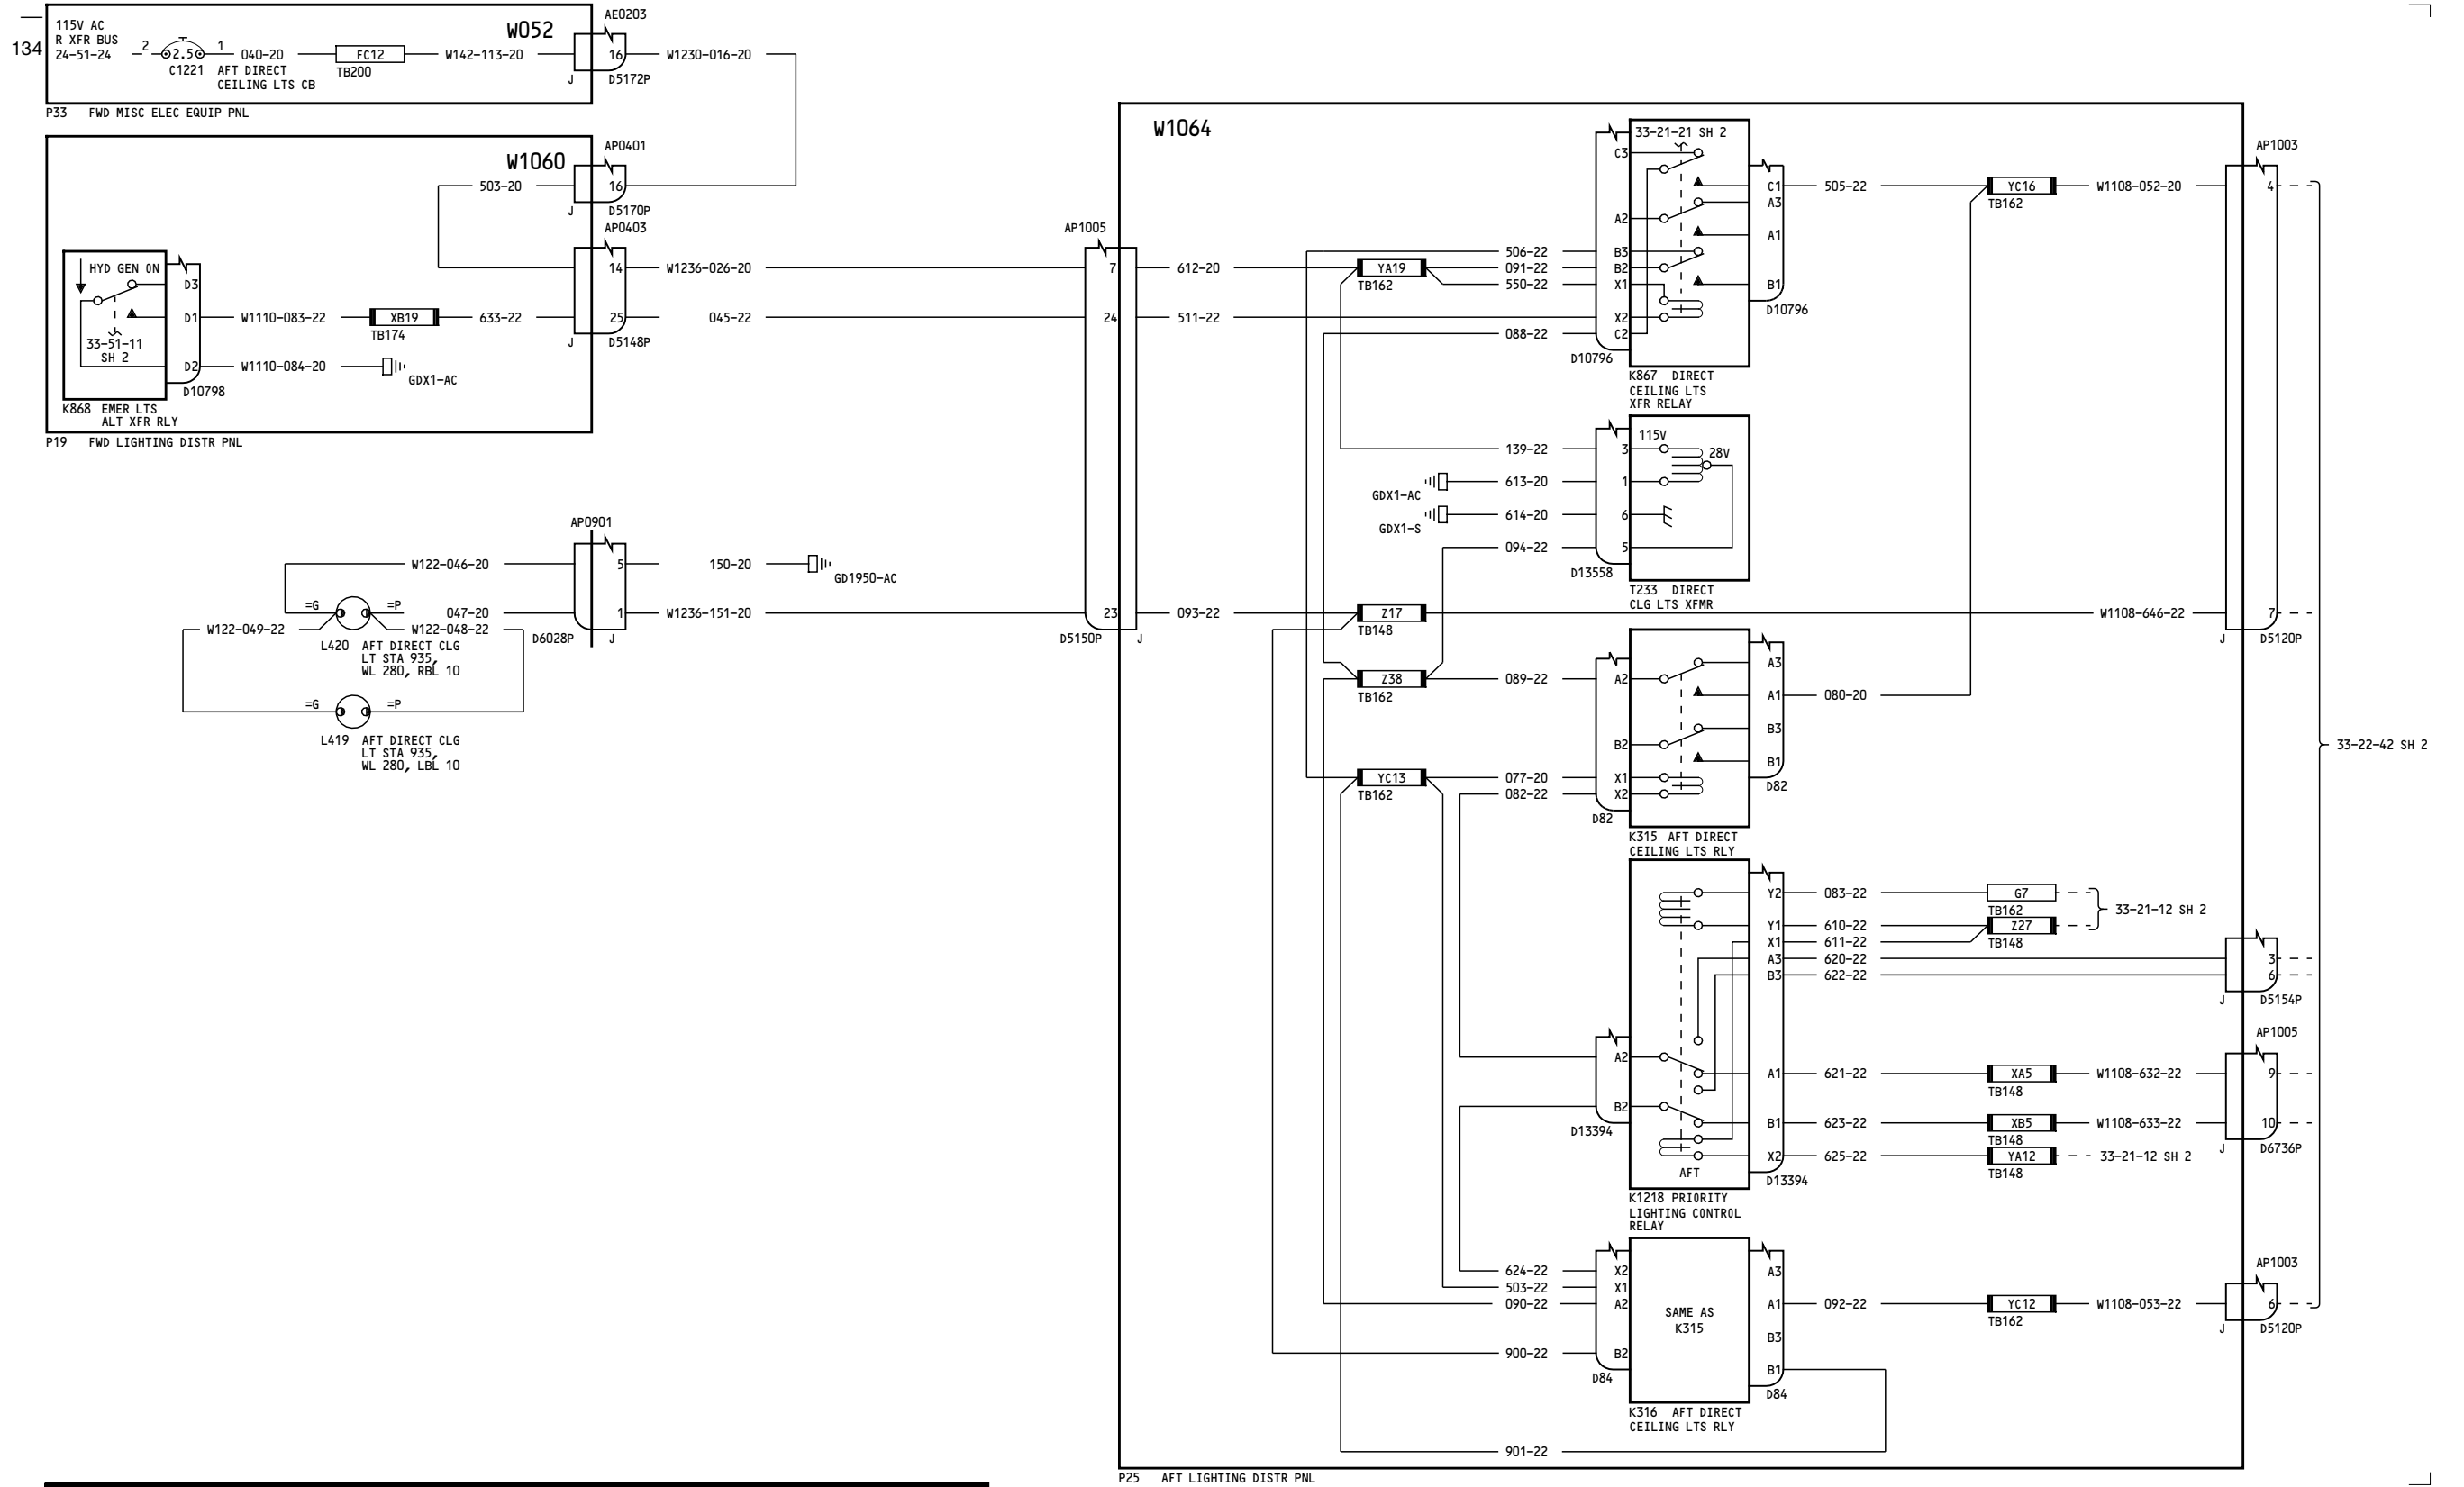 134
115V AC
R XFR BUS
24-51-24
2
2.5
1
C1221
040-20
AFT DIRECT
CEILING LTS CB
FC12
TB200
W142-113-20
W052
AE0203
16
J
D5172P
W1230-016-20
P33 FWD MISC ELEC EQUIP PNL
W1060
AP0401
503-20
16
J
D5170P
AP0403
14
W1236-026-20
25
045-22
J
D5148P
HYD GEN ON
D3
D1
W1110-083-22
XB19
TB174
633-22
33-51-11
SH 2
D2
W1110-084-20
GDX1-AC
D10798
K868 EMER LTS
ALT XFR RLY
P19 FWD LIGHTING DISTR PNL
AP0901
W122-046-20
5
150-20
GD1950-AC
=G
=P
047-20
1
W1236-151-20
W122-049-22
W122-048-22
D6028P
J
L420 AFT DIRECT CLG
LT STA 935,
WL 280, RBL 10
=G
=P
L419 AFT DIRECT CLG
LT STA 935,
WL 280, LBL 10
AP1005
7
24
23
D5150P
J
W1064
612-20
511-22
093-22
YA19
TB162
506-22
091-22
550-22
088-22
33-21-21 SH 2
C3
A2
B3
B2
X1
X2
C2
D10796
C1
A3
A1
B1
D10796
K867 DIRECT
CEILING LTS
XFR RELAY
505-22
YC16
TB162
W1108-052-20
AP1003
4
139-22
GDX1-AC
613-20
GDX1-S
614-20
094-22
3
1
6
5
115V
28V
D13558
T233 DIRECT
CLG LTS XFMR
Z17
TB148
W1108-646-22
7
J
D5120P
Z38
TB162
089-22
A2
B2
X1
X2
D82
A3
A1
B3
B1
D82
080-20
YC13
TB162
077-20
082-22
K315 AFT DIRECT
CEILING LTS RLY
33-22-42 SH 2
Y2
083-22
G7
TB162
33-21-12 SH 2
Y1
610-22
Z27
TB148
X1
611-22
A3
620-22
3
B3
622-22
6
J
D5154P
AP1005
A2
A1
621-22
XA5
TB148
W1108-632-22
9
B2
B1
623-22
XB5
TB148
W1108-633-22
10
D13394
X2
625-22
YA12
TB148
33-21-12 SH 2
J
D6736P
AFT
D13394
K1218 PRIORITY
LIGHTING CONTROL
RELAY
624-22
503-22
090-22
900-22
X2
X1
A2
B2
D84
SAME AS
K315
A3
A1
B3
B1
D84
092-22
YC12
TB162
W1108-053-22
AP1003
6
J
D5120P
K316 AFT DIRECT
CEILING LTS RLY
901-22
P25 AFT LIGHTING DISTR PNL